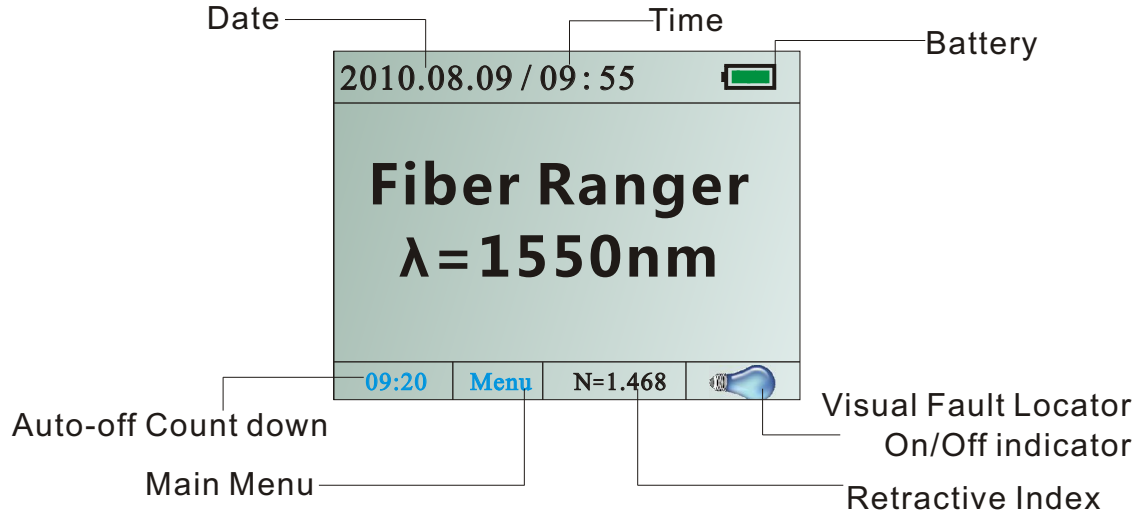 Date
Time
Battery
2010.08.09 / 09:55
Fiber Ranger
λ=1550nm
09:20
Menu
N=1.468
Auto-off Count down
Main Menu
Visual Fault Locator
On/Off indicator
Retractive Index